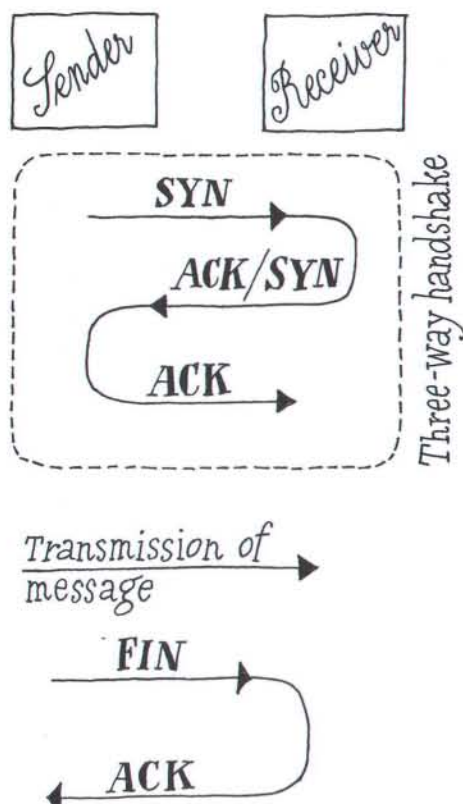 Sender
Receiver
SYN
ACK/SYN
ACK
Three-way handshake
Transmission of
message
FIN
ACK